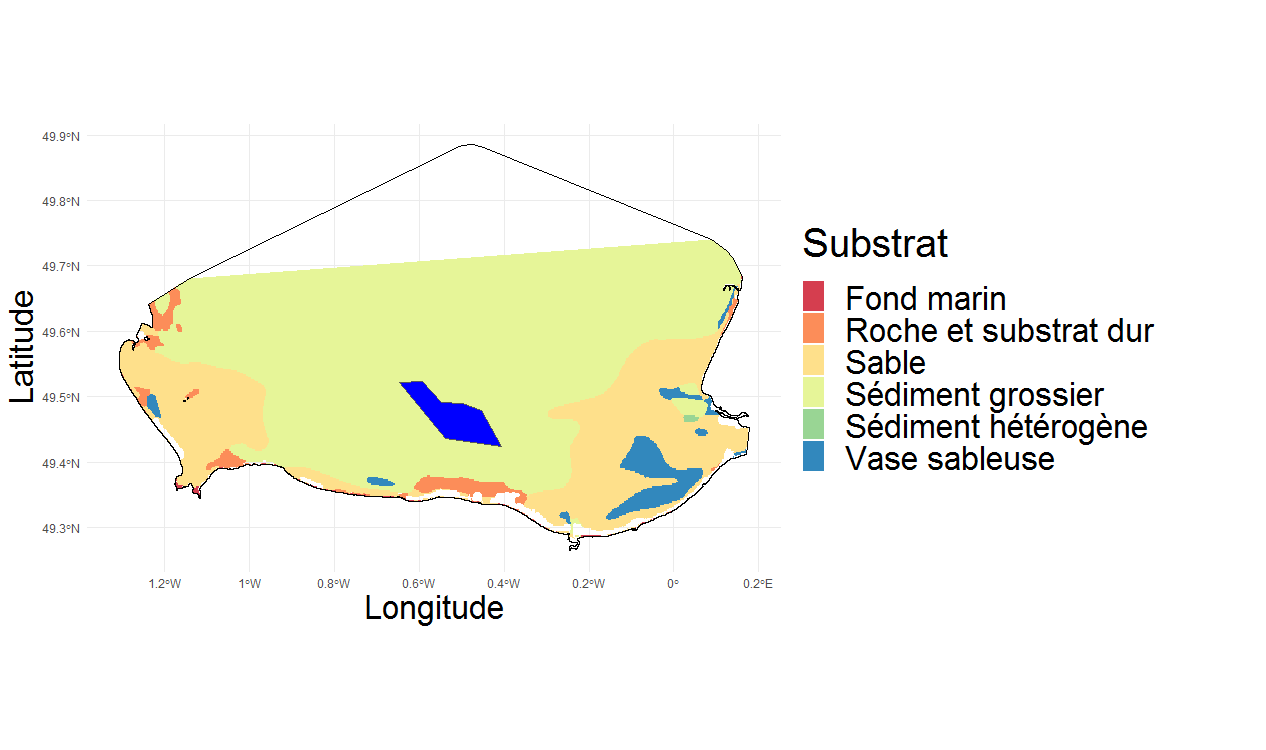 49.9°N
49.8°N
49.7°N
49.6°N
49.5°N
49.4°N
49.3°N
Latitude
1.2°W 1°W 0.8°W 0.6°W 0.4°W 0.2°W 0° 0.2°E
Longitude
Substrat
Fond marin
Roche et substrat dur
Sable
Sédiment grossier
Sédiment hétérogène
Vase sableuse